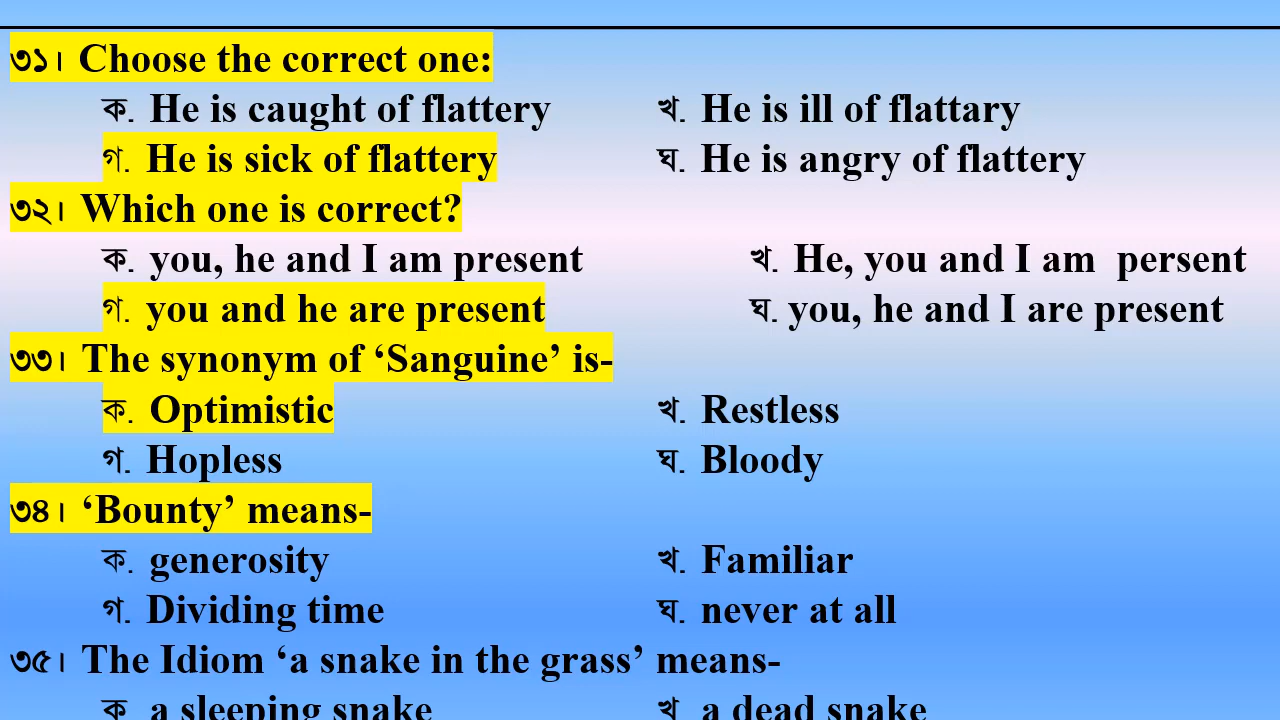 ৩১। Choose the correct one:
ক. He is caught of flattery খ. He is ill of flattary
গ. He is sick of flattery ঘ. He is angry of flattery
৩২। Which one is correct?
ক. you, he and I am present খ. He, you and I am persent
গ. you and he are present ঘ. you, he and I are present
৩৩। The synonym of ‘Sanguine’ is-
ক. Optimistic খ. Restless
গ. Hopless ঘ. Bloody
৩৪। ‘Bounty’ means-
ক. generosity খ. Familiar
গ. Dividing time ঘ. never at all
৩৫। The Idiom ‘a snake in the grass’ means-
ক. a sleeping snake খ. a dead snake